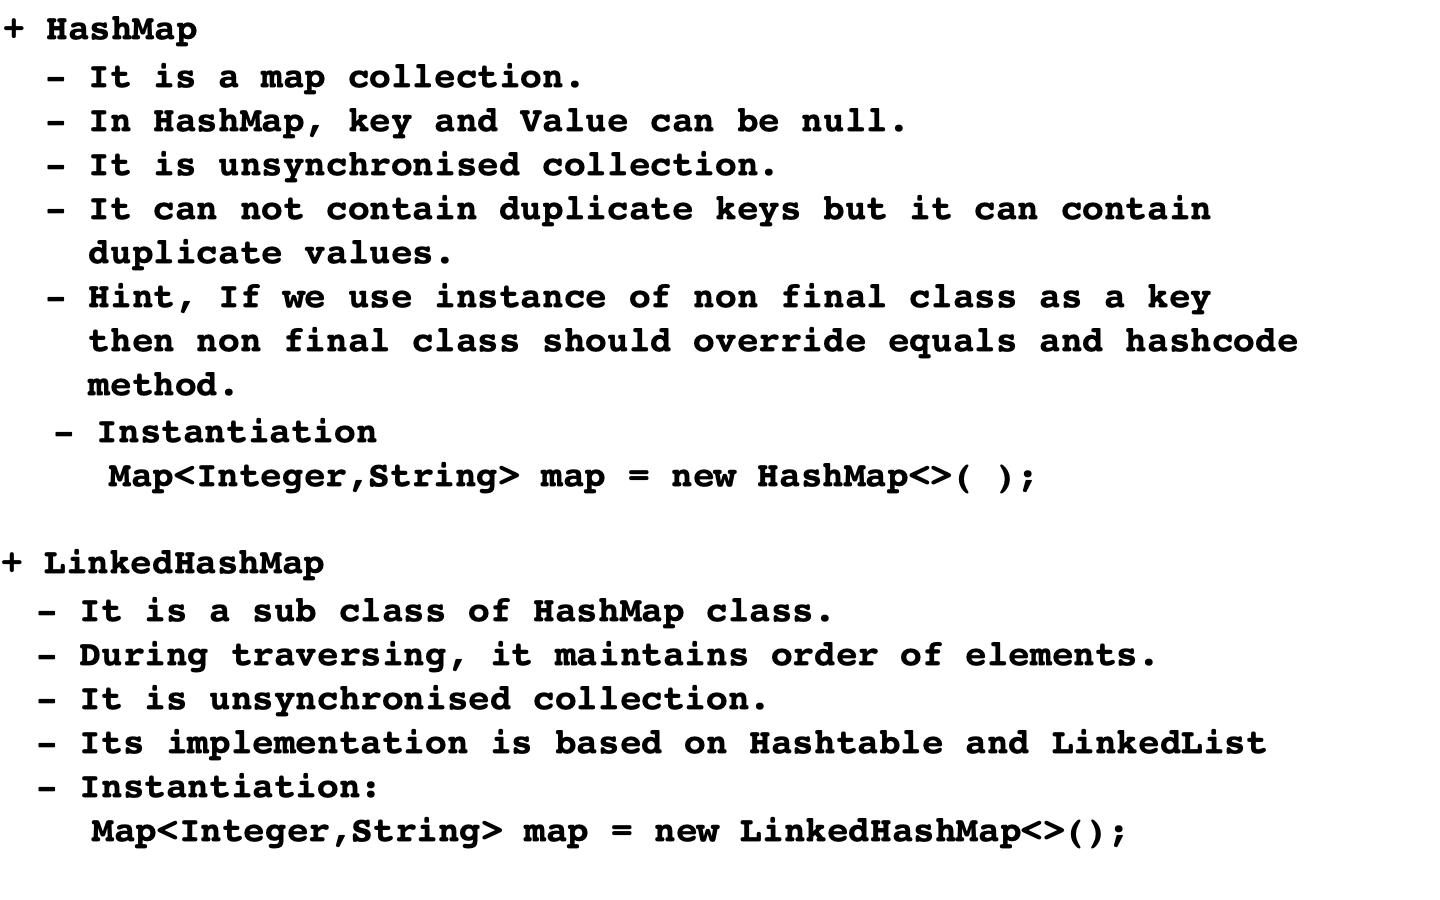 + HashMap
- It is a map collection.
- In HashMap, key and Value can be null.
- It is unsynchronised collection.
- It can not contain duplicate keys but it can contain
duplicate values.
- Hint, If we use instance of non final class as a key
then non final class should override equals and hashcode
method.
- Instantiation
Map<Integer,String> map = new HashMap<>( );
+ LinkedHashMap
- It is a sub class of HashMap class.
- During traversing, it maintains order of elements.
- It is unsynchronised collection.
- Its implementation is based on Hashtable and LinkedList
- Instantiation:
Map<Integer,String> map = new LinkedHashMap<>();